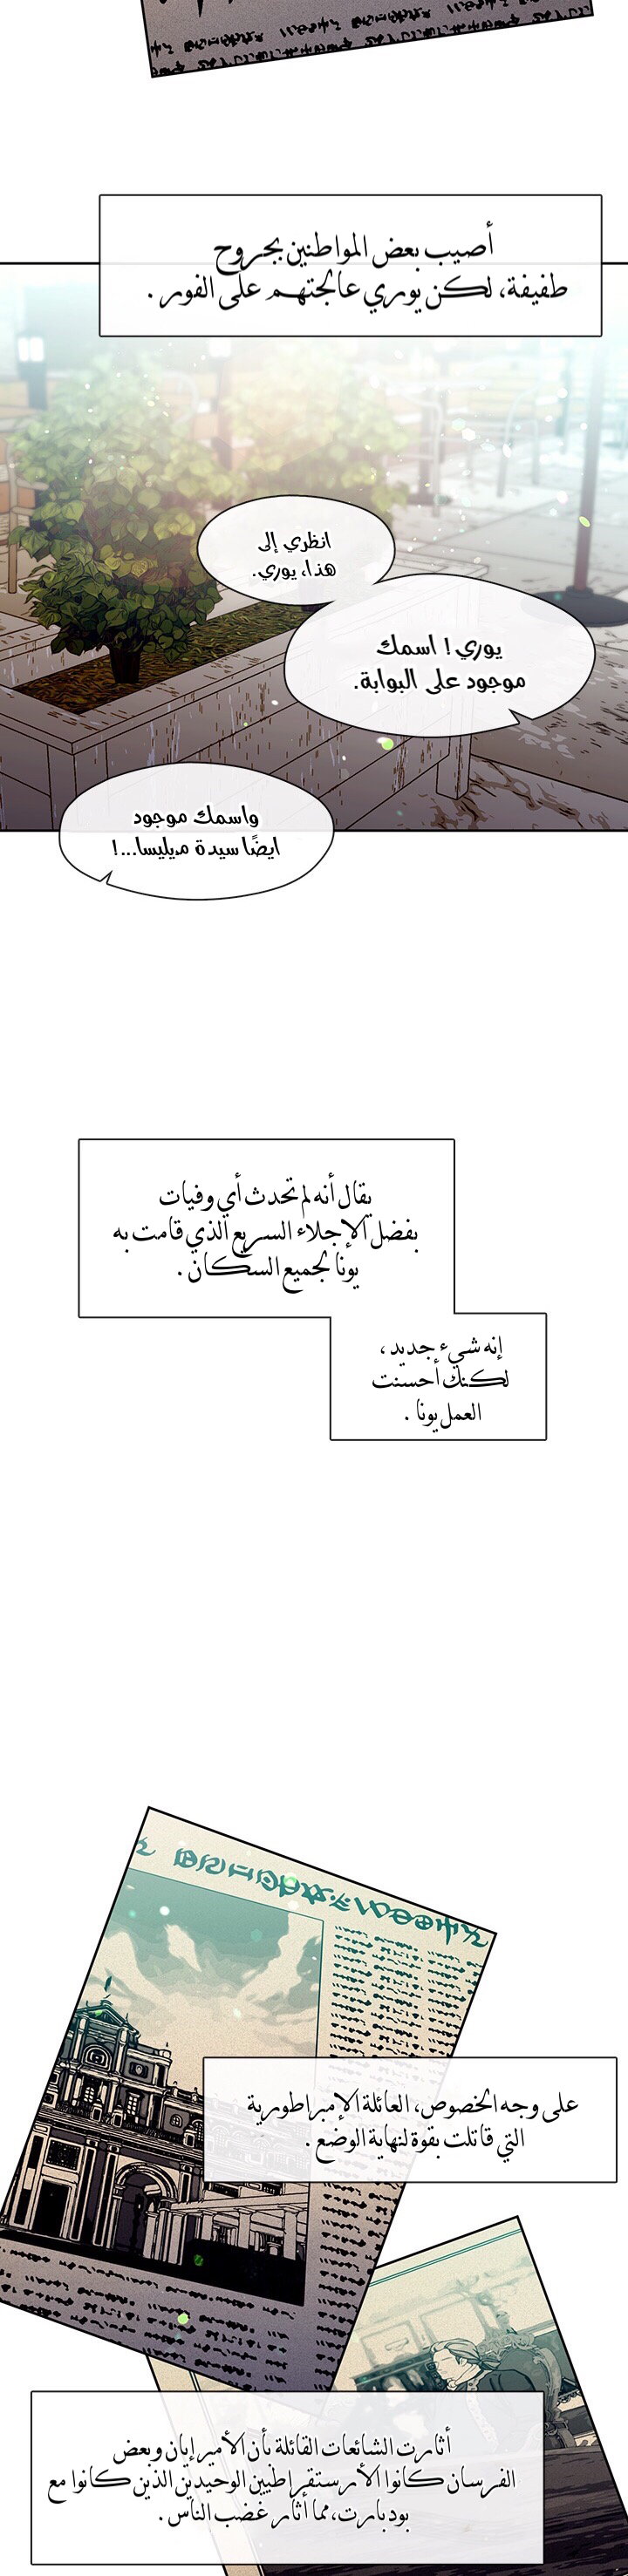 أصيب بعض المواطنين بجروح
طفيفة، لكن يوري عالجتهم على الفور.
انظري إلى
هذا، يوري.
يوري! اسمك
موجود على البوابة.
واسمك موجود
ايضًا سيدة ميليسا...!
يقال أنه لم تحدث أي وفيات
بفضل الإجلاء السريع الذي قامت به
يونا لجميع السكان.
إنه شيء جديد،
لكنك أحسنت
العمل يونا.
على وجه الخصوص، العائلة الإمبراطورية
التي قاتلت بقوة لنهاية الوضع.
أثارت الشائعات القائلة بأن الأمير إيان وبعض
الفرسان كانوا الأرستقراطيين الوحيدين الذين كانوا مع
بودبارت، مما أثار غضب الناس.